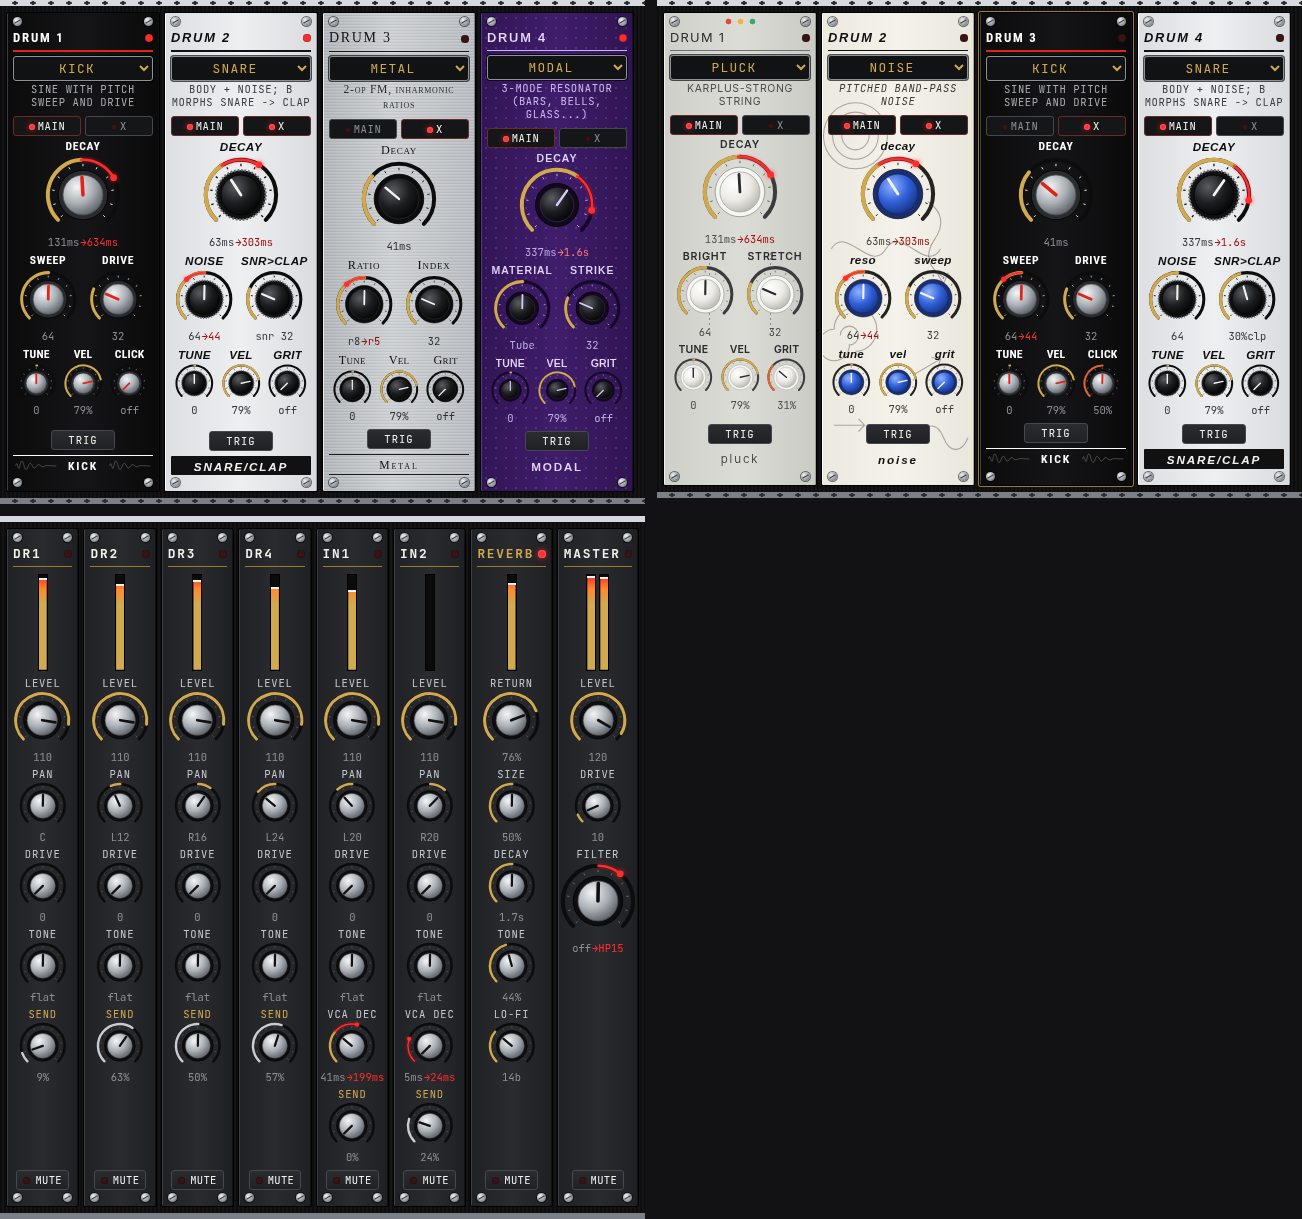 DRUM 1
KICK
SINE WITH PITCH
SWEEP AND DRIVE
MAIN X
DECAY
131ms→634ms
SWEEP DRIVE
64 32
TUNE VEL CLICK
0 79% off
TRIG
KICK
DRUM 2
SNARE
BODY + NOISE; B
MORPHS SNARE -> CLAP
MAIN X
DECAY
63ms→303ms
NOISE SNR>CLAP
64→44 snr 32
TUNE VEL GRIT
0 79% off
TRIG
SNARE/CLAP
DRUM 3
METAL
2-op FM, inharmonic
ratios
MAIN X
Decay
41ms
Ratio Index
r8→r5 32
Tune Vel Grit
0 79% off
TRIG
Metal
DRUM 4
MODAL
3-MODE RESONATOR
(BARS, BELLS,
GLASS...)
MAIN X
DECAY
337ms→1.6s
MATERIAL STRIKE
Tube 32
TUNE VEL GRIT
0 79% off
TRIG
MODAL
DRUM 1
PLUCK
KARPLUS-STRONG
STRING
MAIN X
DECAY
131ms→634ms
BRIGHT STRETCH
64 32
TUNE VEL GRIT
0 79% 31%
TRIG
pluck
DRUM 2
NOISE
PITCHED BAND-PASS
NOISE
MAIN X
decay
63ms→303ms
reso sweep
64→44 32
tune vel grit
0 79% off
TRIG
noise
DRUM 3
KICK
SINE WITH PITCH
SWEEP AND DRIVE
MAIN X
DECAY
41ms
SWEEP DRIVE
64→44 32
TUNE VEL CLICK
0 79% 50%
TRIG
KICK
DRUM 4
SNARE
BODY + NOISE; B
MORPHS SNARE -> CLAP
MAIN X
DECAY
337ms→1.6s
NOISE SNR>CLAP
64 30%clp
TUNE VEL GRIT
0 79% off
TRIG
SNARE/CLAP
DR1
LEVEL
110
PAN
C
DRIVE
0
TONE
flat
SEND
9%
MUTE
DR2
LEVEL
110
PAN
L12
DRIVE
0
TONE
flat
SEND
63%
MUTE
DR3
LEVEL
110
PAN
R16
DRIVE
0
TONE
flat
SEND
50%
MUTE
DR4
LEVEL
110
PAN
L24
DRIVE
0
TONE
flat
SEND
57%
MUTE
IN1
LEVEL
110
PAN
L20
DRIVE
0
TONE
flat
VCA DEC
41ms→199ms
SEND
0%
MUTE
IN2
LEVEL
110
PAN
R20
DRIVE
0
TONE
flat
VCA DEC
5ms→24ms
SEND
24%
MUTE
REVERB
RETURN
76%
SIZE
50%
DECAY
1.7s
TONE
44%
LO-FI
14b
MUTE
MASTER
LEVEL
120
DRIVE
10
FILTER
off→HP15
MUTE